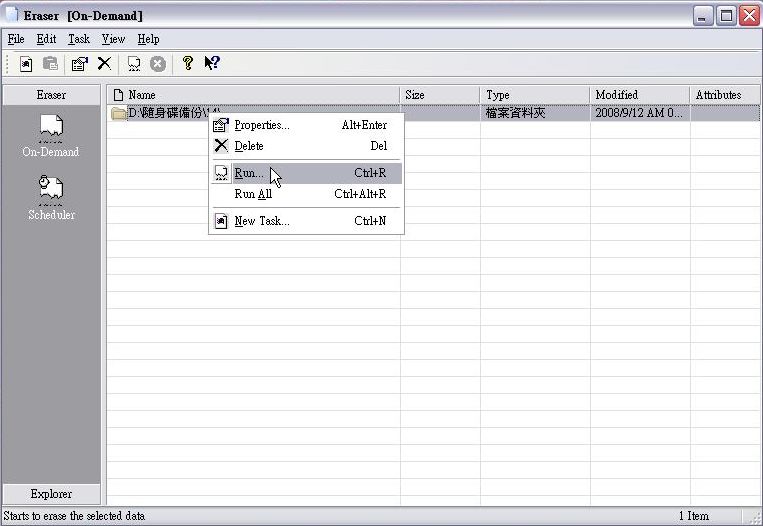 Eraser [On-Demand]
File Edit Task View Help
Eraser
On-Demand
Scheduler
Explorer
Name Size Type Modified Attributes
D:\隨身碟備份\14\ 檔案資料夾 2008/9/12 AM 0...
Properties... Alt+Enter
Delete Del
Run... Ctrl+R
Run All Ctrl+Alt+R
New Task... Ctrl+N
Starts to erase the selected data 1 Item